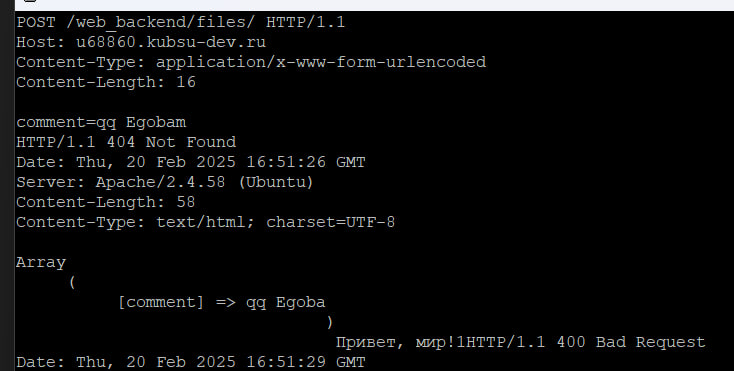 POST /web_backend/files/ HTTP/1.1
Host: u68860.kubsu-dev.ru
Content-Type: application/x-www-form-urlencoded
Content-Length: 16

comment=qq Egobam
HTTP/1.1 404 Not Found
Date: Thu, 20 Feb 2025 16:51:26 GMT
Server: Apache/2.4.58 (Ubuntu)
Content-Length: 58
Content-Type: text/html; charset=UTF-8

Array
(
[comment] => qq Egoba
)
Привет, мир!1HTTP/1.1 400 Bad Request
Date: Thu, 20 Feb 2025 16:51:29 GMT